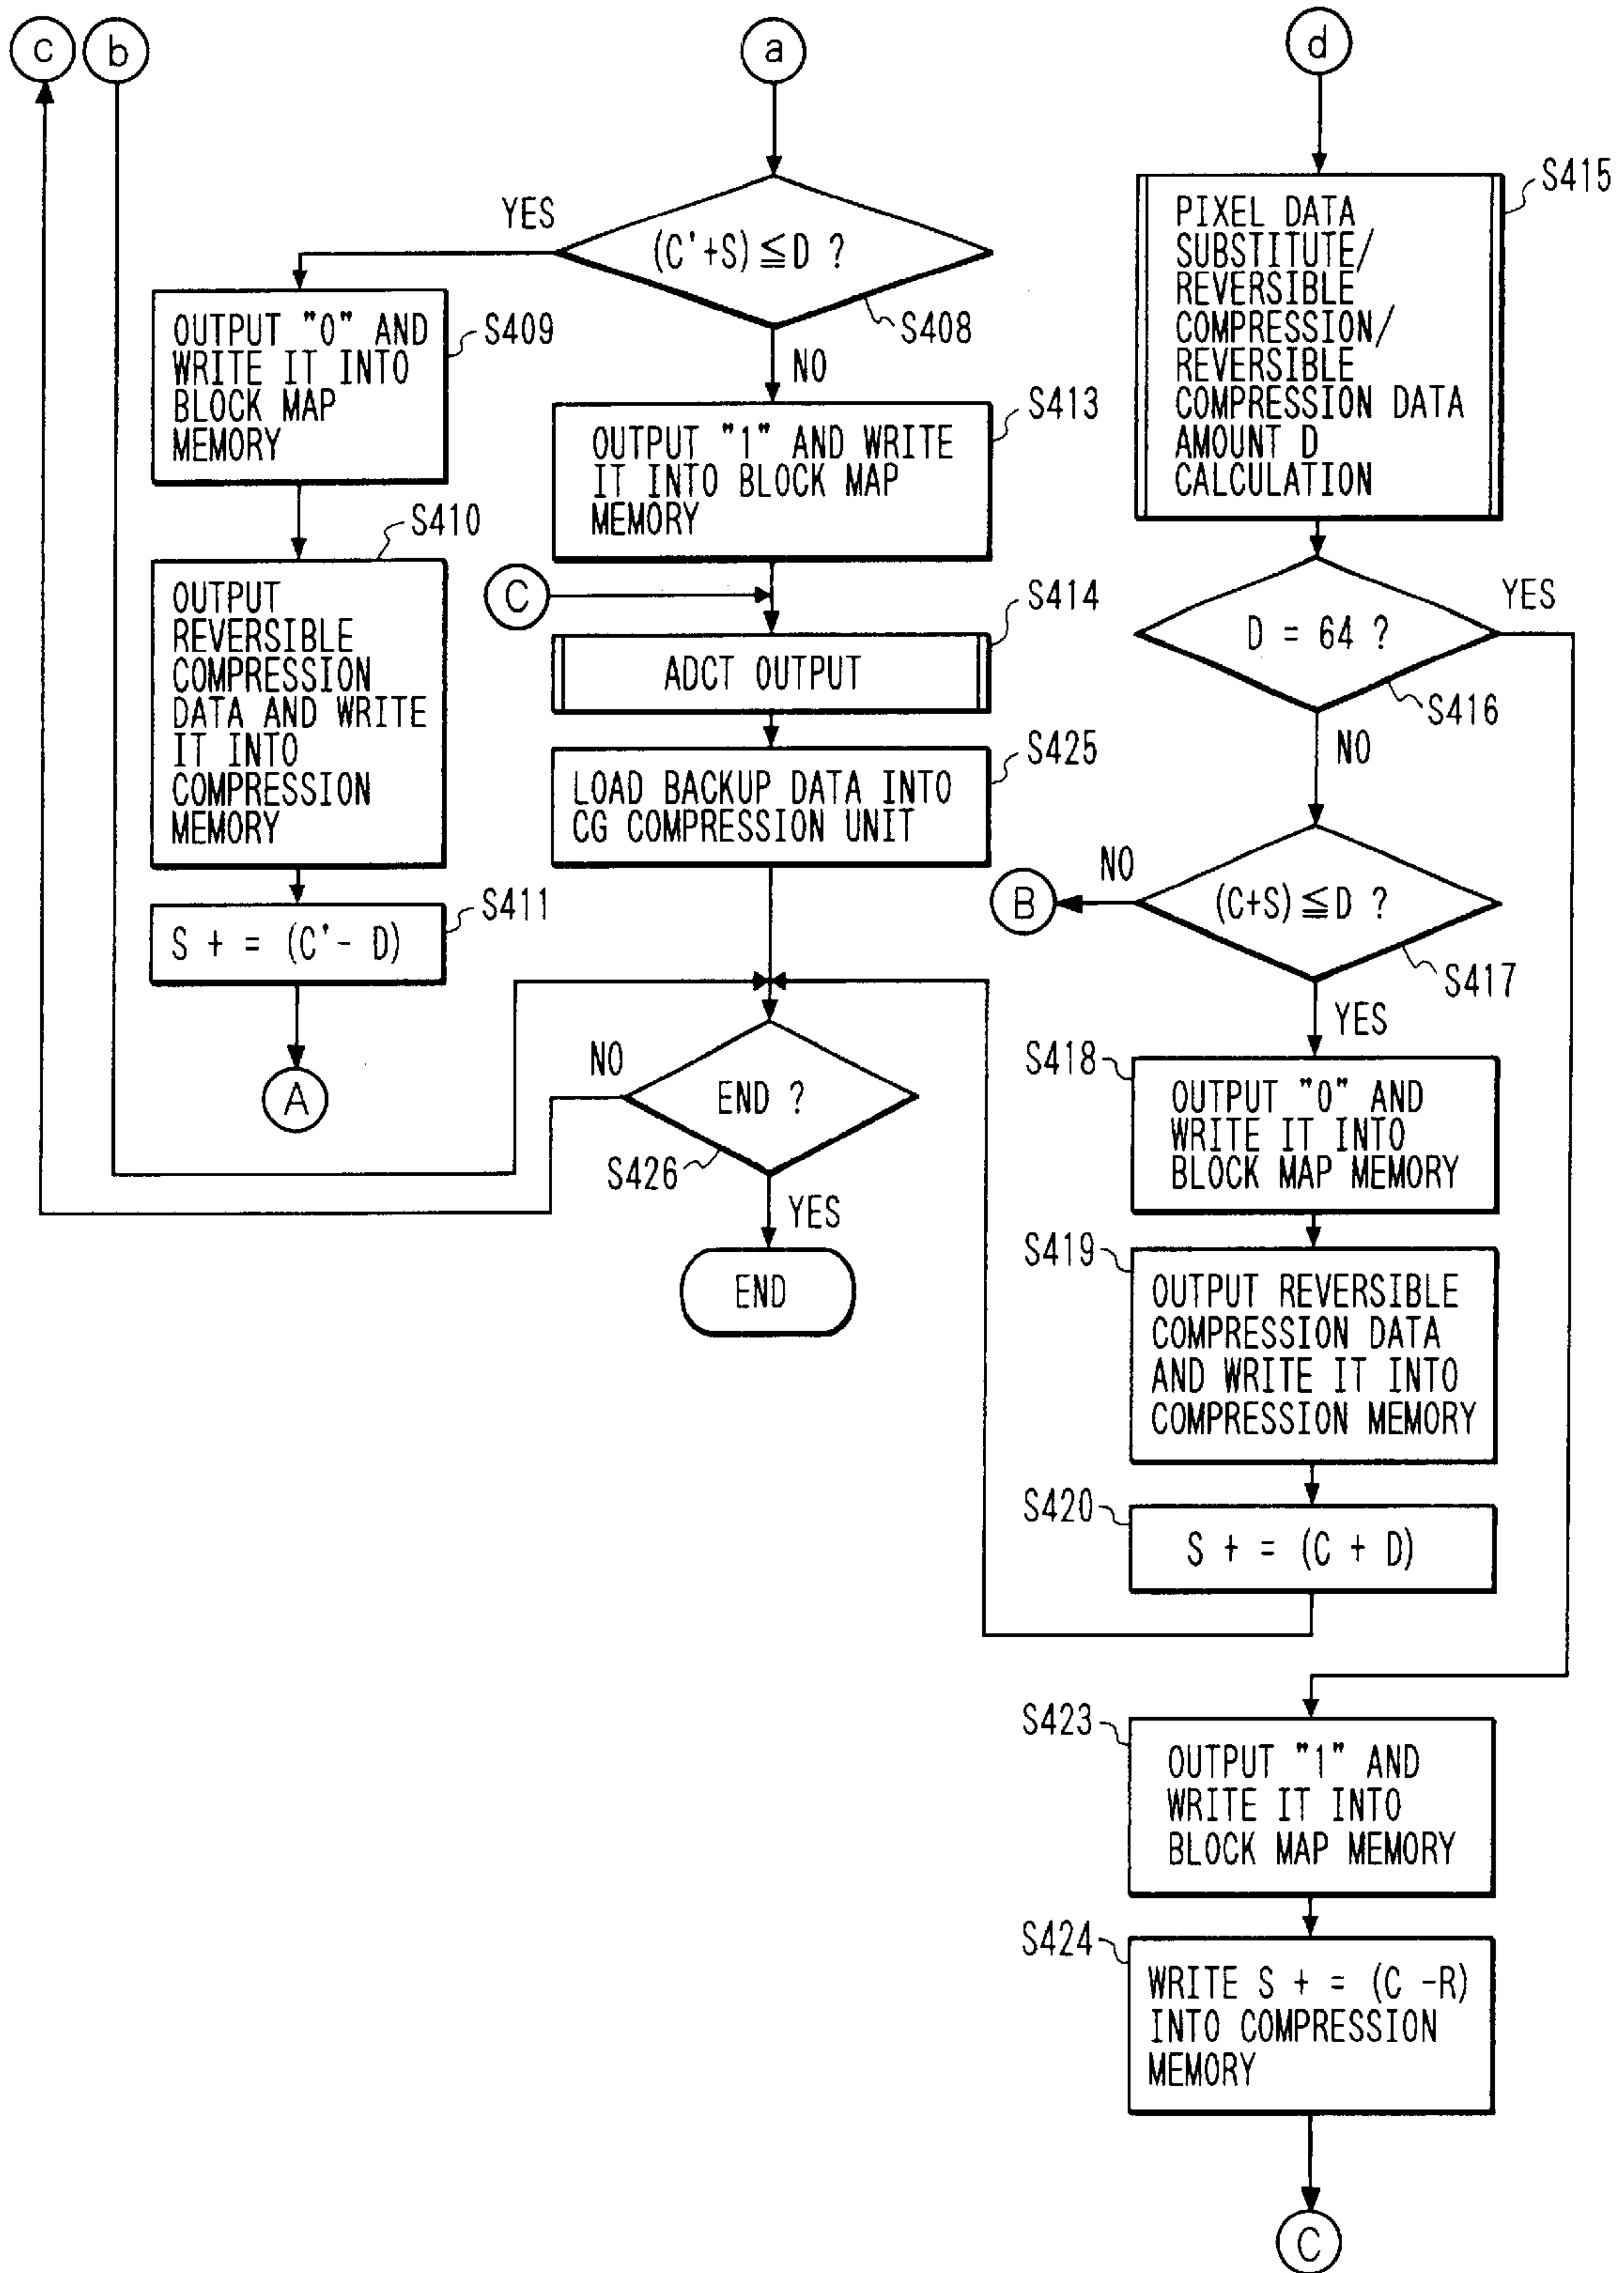 c
b
a
d
YES
(C'+S)≦D ?
S408
NO
S409
OUTPUT "0" AND
WRITE IT INTO
BLOCK MAP
MEMORY
S410
OUTPUT
REVERSIBLE
COMPRESSION
DATA AND WRITE
IT INTO
COMPRESSION
MEMORY
S411
S + = (C'- D)
A
S413
OUTPUT "1" AND WRITE
IT INTO BLOCK MAP
MEMORY
C
S414
ADCT OUTPUT
S425
LOAD BACKUP DATA INTO
CG COMPRESSION UNIT
NO
END ?
S426
YES
END
S415
PIXEL DATA
SUBSTITUTE/
REVERSIBLE
COMPRESSION/
REVERSIBLE
COMPRESSION DATA
AMOUNT D
CALCULATION
YES
D = 64 ?
S416
NO
NO
B
(C+S)≦D ?
S417
YES
S418
OUTPUT "0" AND
WRITE IT INTO
BLOCK MAP MEMORY
S419
OUTPUT REVERSIBLE
COMPRESSION DATA
AND WRITE IT INTO
COMPRESSION MEMORY
S420
S + = (C + D)
S423
OUTPUT "1" AND
WRITE IT INTO
BLOCK MAP MEMORY
S424
WRITE S + = (C -R)
INTO COMPRESSION
MEMORY
C